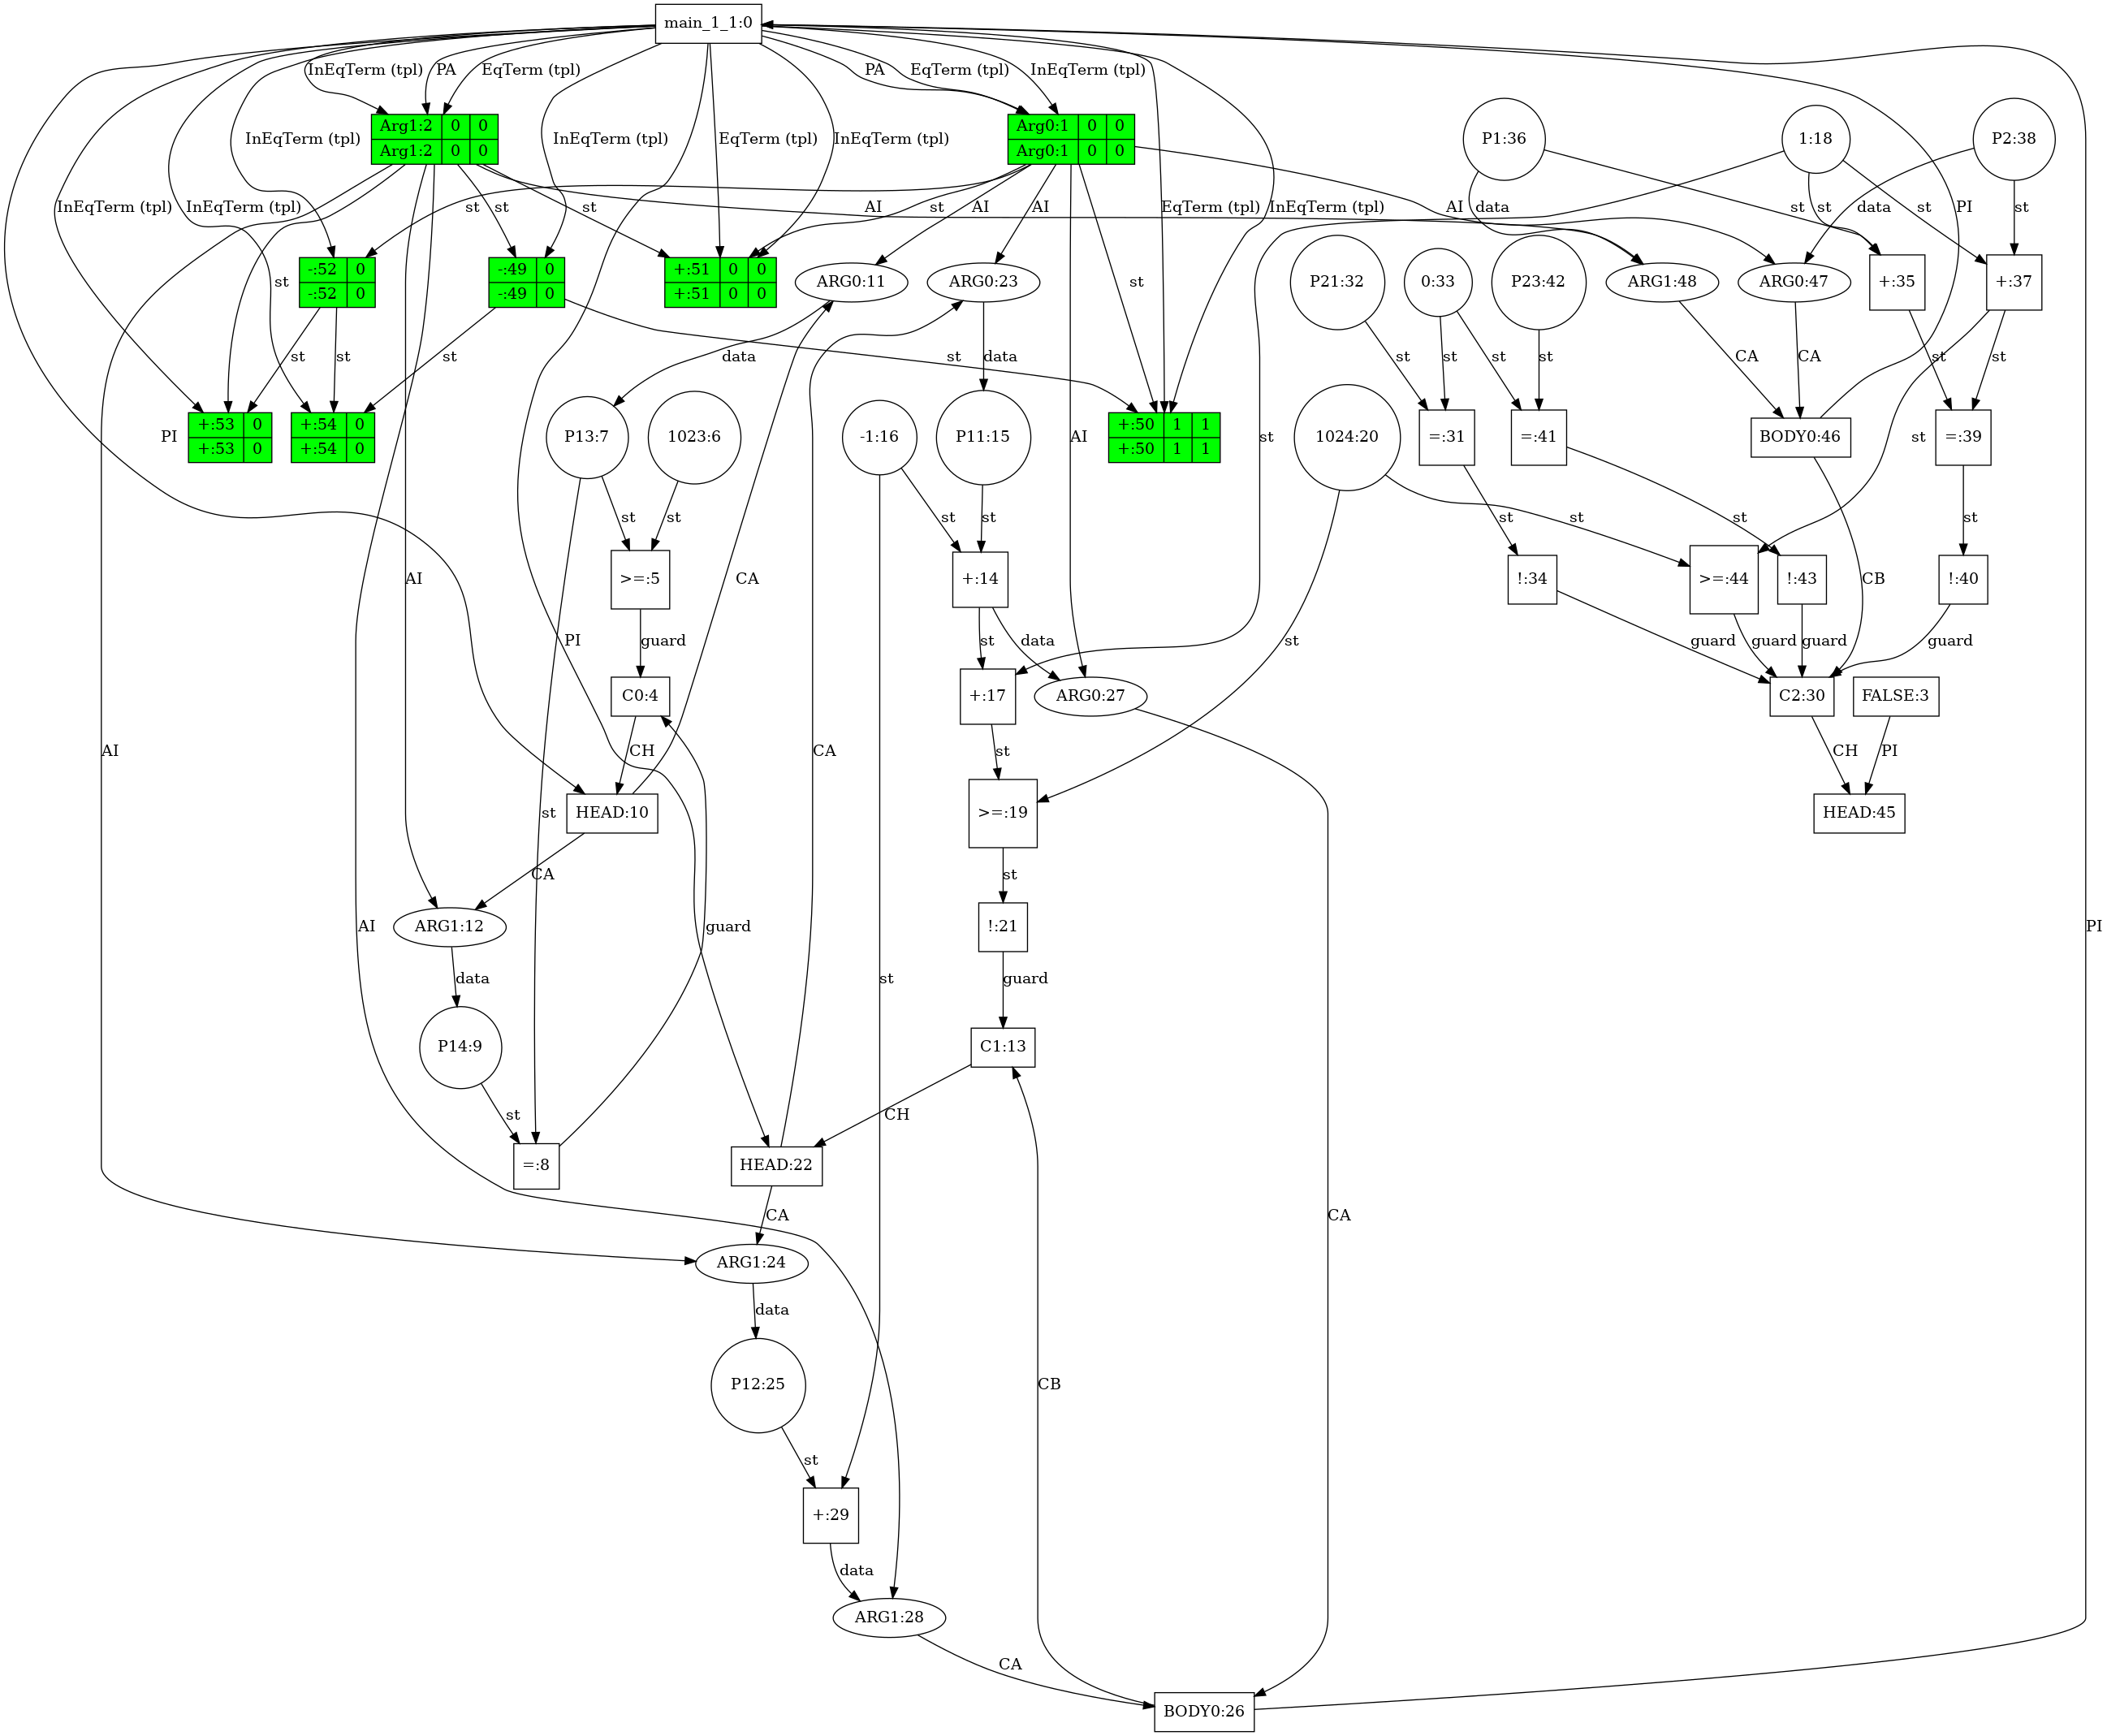 main_1_1:0
InEqTerm (tpl)
PA
EqTerm (tpl)
PA
EqTerm (tpl)
InEqTerm (tpl)
Arg1:2 0 0
Arg1:2 0 0
Arg0:1 0 0
Arg0:1 0 0
P1:36
1:18
P2:38
InEqTerm (tpl)
InEqTerm (tpl)
EqTerm (tpl)
InEqTerm (tpl)
InEqTerm (tpl)
InEqTerm (tpl)
st
st
st
st
AI
AI
AI
EqTerm (tpl)
InEqTerm (tpl)
AI
data
st
st
st
PI
data
st
-:52 0
-:52 0
-:49 0
-:49 0
+:51 0 0
+:51 0 0
ARG0:11
ARG0:23
P21:32
0:33
P23:42
ARG1:48
ARG0:47
+:35
+:37
st
st
st
st
st
st
data
data
st
st
st
CA
CA
st
st
PI
+:53 0
+:53 0
+:54 0
+:54 0
P13:7
1023:6
-1:16
P11:15
+:50 1 1
+:50 1 1
AI
st
1024:20
=:31
=:41
BODY0:46
=:39
st
st
st
st
st
st
st
st
st
>=:5
+:14
!:34
>=:44
!:43
!:40
AI
CA
CB
PI
guard
st
data
st
guard
guard
guard
guard
C0:4
+:17
ARG0:27
C2:30
FALSE:3
AI
CH
CA
st
CH
PI
HEAD:10
st
>=:19
HEAD:45
CA
st
ARG1:12
AI
guard
!:21
PI
data
st
guard
P14:9
C1:13
st
CH
=:8
HEAD:22
CA
CA
ARG1:24
data
P12:25
CB
st
+:29
data
ARG1:28
CA
BODY0:26